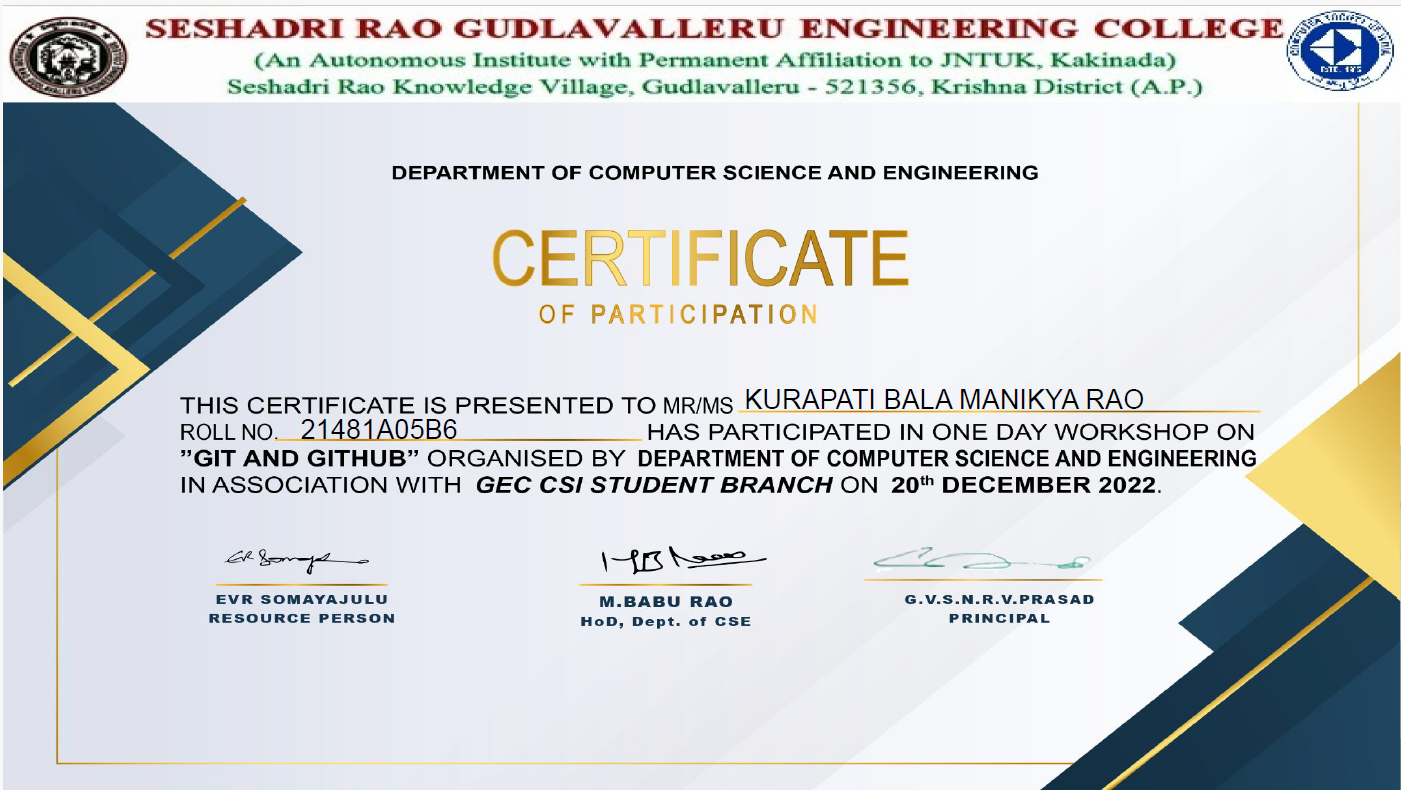 SESHADRI RAO GUDLAVALLERU ENGINEERING COLLEGE
(An Autonomous Institute with Permanent Affiliation to JNTUK, Kakinada)
Seshadri Rao Knowledge Village, Gudlavalleru - 521356, Krishna District (A.P.)
DEPARTMENT OF COMPUTER SCIENCE AND ENGINEERING
CERTIFICATE
OF PARTICIPATION
THIS CERTIFICATE IS PRESENTED TO MR/MS KURAPATI BALA MANIKYA RAO
ROLL NO. 21481A05B6 HAS PARTICIPATED IN ONE DAY WORKSHOP ON
”GIT AND GITHUB” ORGANISED BY DEPARTMENT OF COMPUTER SCIENCE AND ENGINEERING
IN ASSOCIATION WITH GEC CSI STUDENT BRANCH ON 20th DECEMBER 2022.
EVR SOMAYAJULU
RESOURCE PERSON
M.BABU RAO
HoD, Dept. of CSE
G.V.S.N.R.V.PRASAD
PRINCIPAL